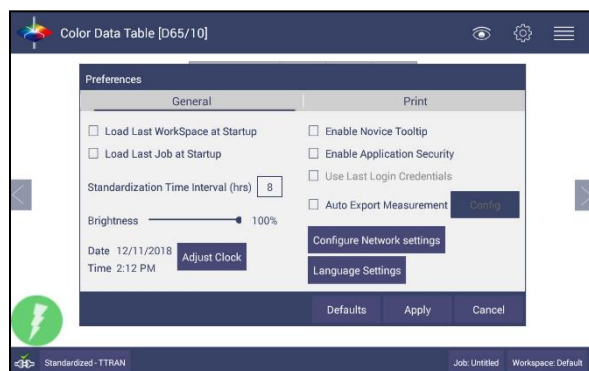 Color Data Table [D65/10]
Preferences
General Print
Load Last WorkSpace at Startup
Load Last Job at Startup
Standardization Time Interval (hrs) 8
Brightness 100%
Date 12/11/2018
Time 2:12 PM
Adjust Clock
Enable Novice Tooltip
Enable Application Security
Use Last Login Credentials
Auto Export Measurement Config
Configure Network settings
Language Settings
Defaults Apply Cancel
Standardized - TTRAN Job: Untitled Workspace: Default